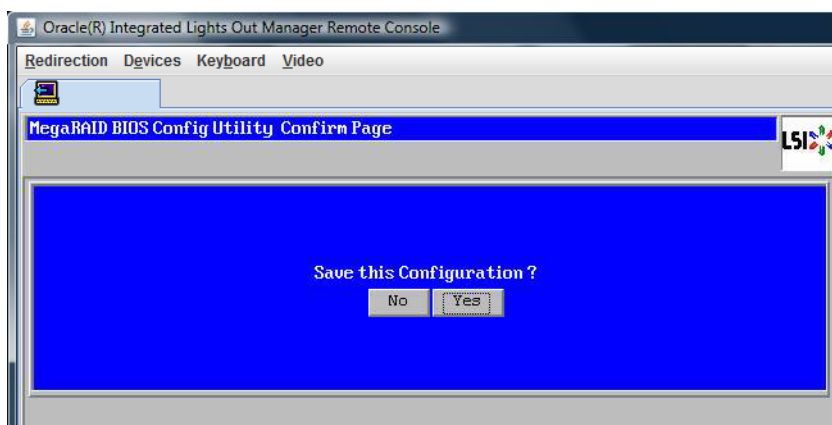 Oracle(R) Integrated Lights Out Manager Remote Console
Redirection Devices Keyboard Video
MegaRAID BIOS Config Utility Confirm Page
LSI
Save this Configuration ?
No Yes